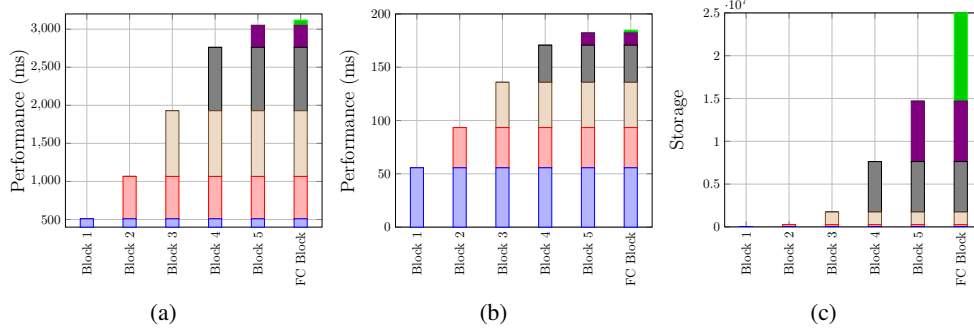 Performance (ms)
3,000
2,500
2,000
1,500
1,000
500
Block 1
Block 2
Block 3
Block 4
Block 5
FC Block
(a)
Performance (ms)
200
150
100
50
0
Block 1
Block 2
Block 3
Block 4
Block 5
FC Block
(b)
Storage
2.5
·10⁷
2
1.5
1
0.5
0
Block 1
Block 2
Block 3
Block 4
Block 5
FC Block
(c)